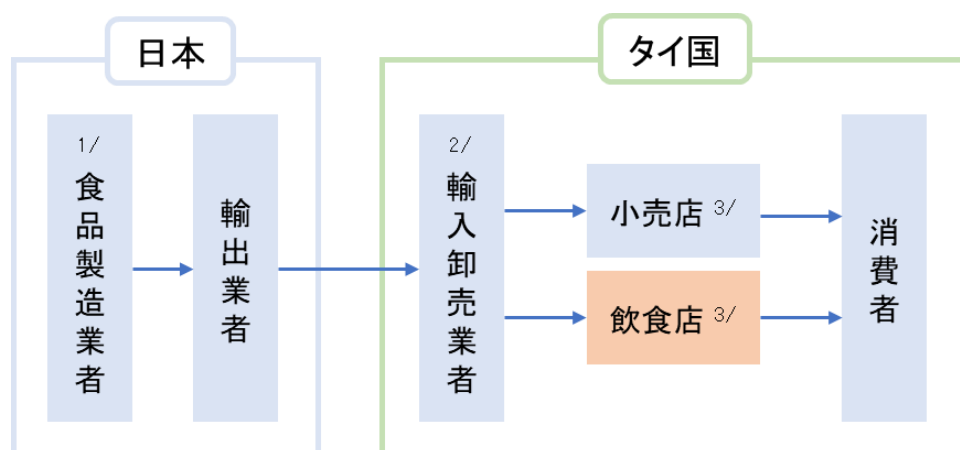 日本
タイ国
1/
食品製造業者
輸出業者
2/
輸入卸売業者
小売店 3/
飲食店 3/
消費者